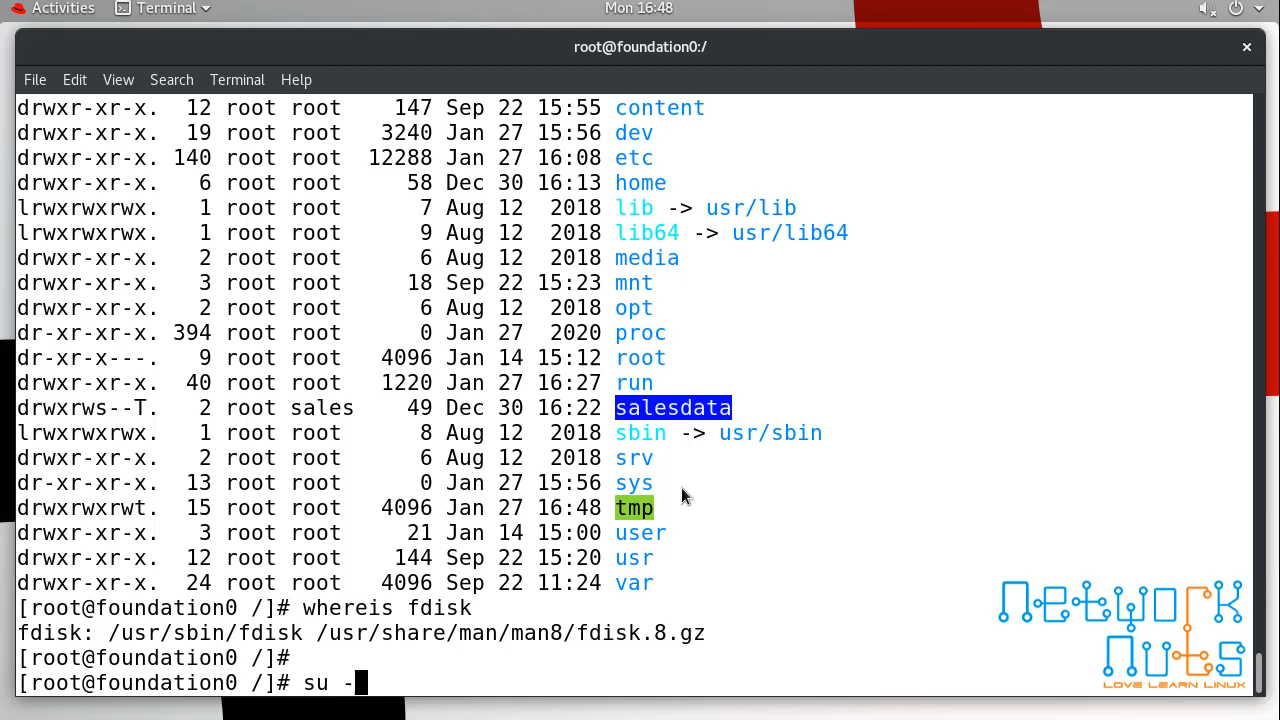 Activities Terminal Mon 16:48
root@foundation0:/ ×
File Edit View Search Terminal Help
drwxr-xr-x. 12 root root 147 Sep 22 15:55 content
drwxr-xr-x. 19 root root 3240 Jan 27 15:56 dev
drwxr-xr-x. 140 root root 12288 Jan 27 16:08 etc
drwxr-xr-x. 6 root root 58 Dec 30 16:13 home
lrwxrwxrwx. 1 root root 7 Aug 12 2018 lib -> usr/lib
lrwxrwxrwx. 1 root root 9 Aug 12 2018 lib64 -> usr/lib64
drwxr-xr-x. 2 root root 6 Aug 12 2018 media
drwxr-xr-x. 3 root root 18 Sep 22 15:23 mnt
drwxr-xr-x. 2 root root 6 Aug 12 2018 opt
dr-xr-xr-x. 394 root root 0 Jan 27 2020 proc
dr-xr-x---. 9 root root 4096 Jan 14 15:12 root
drwxr-xr-x. 40 root root 1220 Jan 27 16:27 run
drwxrws--T. 2 root sales 49 Dec 30 16:22 salesdata
lrwxrwxrwx. 1 root root 8 Aug 12 2018 sbin -> usr/sbin
drwxr-xr-x. 2 root root 6 Aug 12 2018 srv
dr-xr-xr-x. 13 root root 0 Jan 27 15:56 sys
drwxrwxrwt. 15 root root 4096 Jan 27 16:48 tmp
drwxr-xr-x. 3 root root 21 Jan 14 15:00 user
drwxr-xr-x. 12 root root 144 Sep 22 15:20 usr
drwxr-xr-x. 24 root root 4096 Sep 22 11:24 var
[root@foundation0 /]# whereis fdisk
fdisk: /usr/sbin/fdisk /usr/share/man/man8/fdisk.8.gz
[root@foundation0 /]#
[root@foundation0 /]# su -
Network
Nuts
LOVE LEARN LINUX